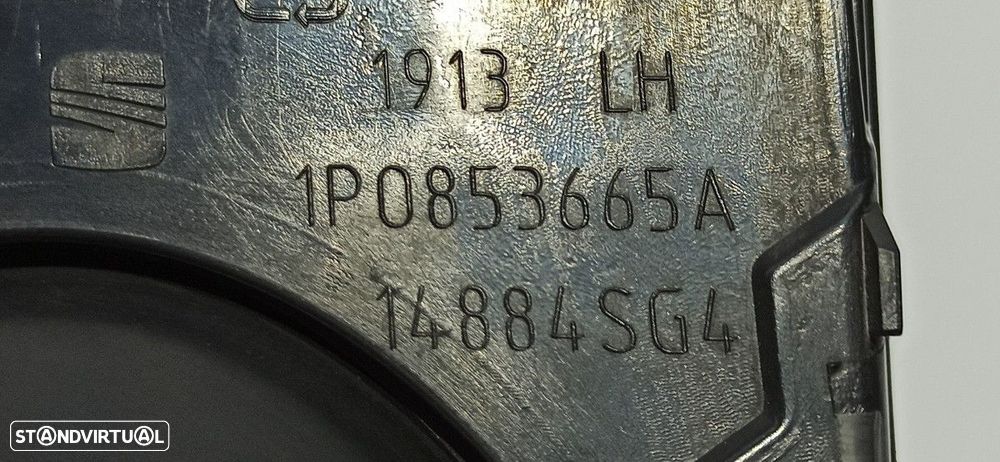 1913 LH
1P0853665A
14884SG4
STANDVIRTUAL